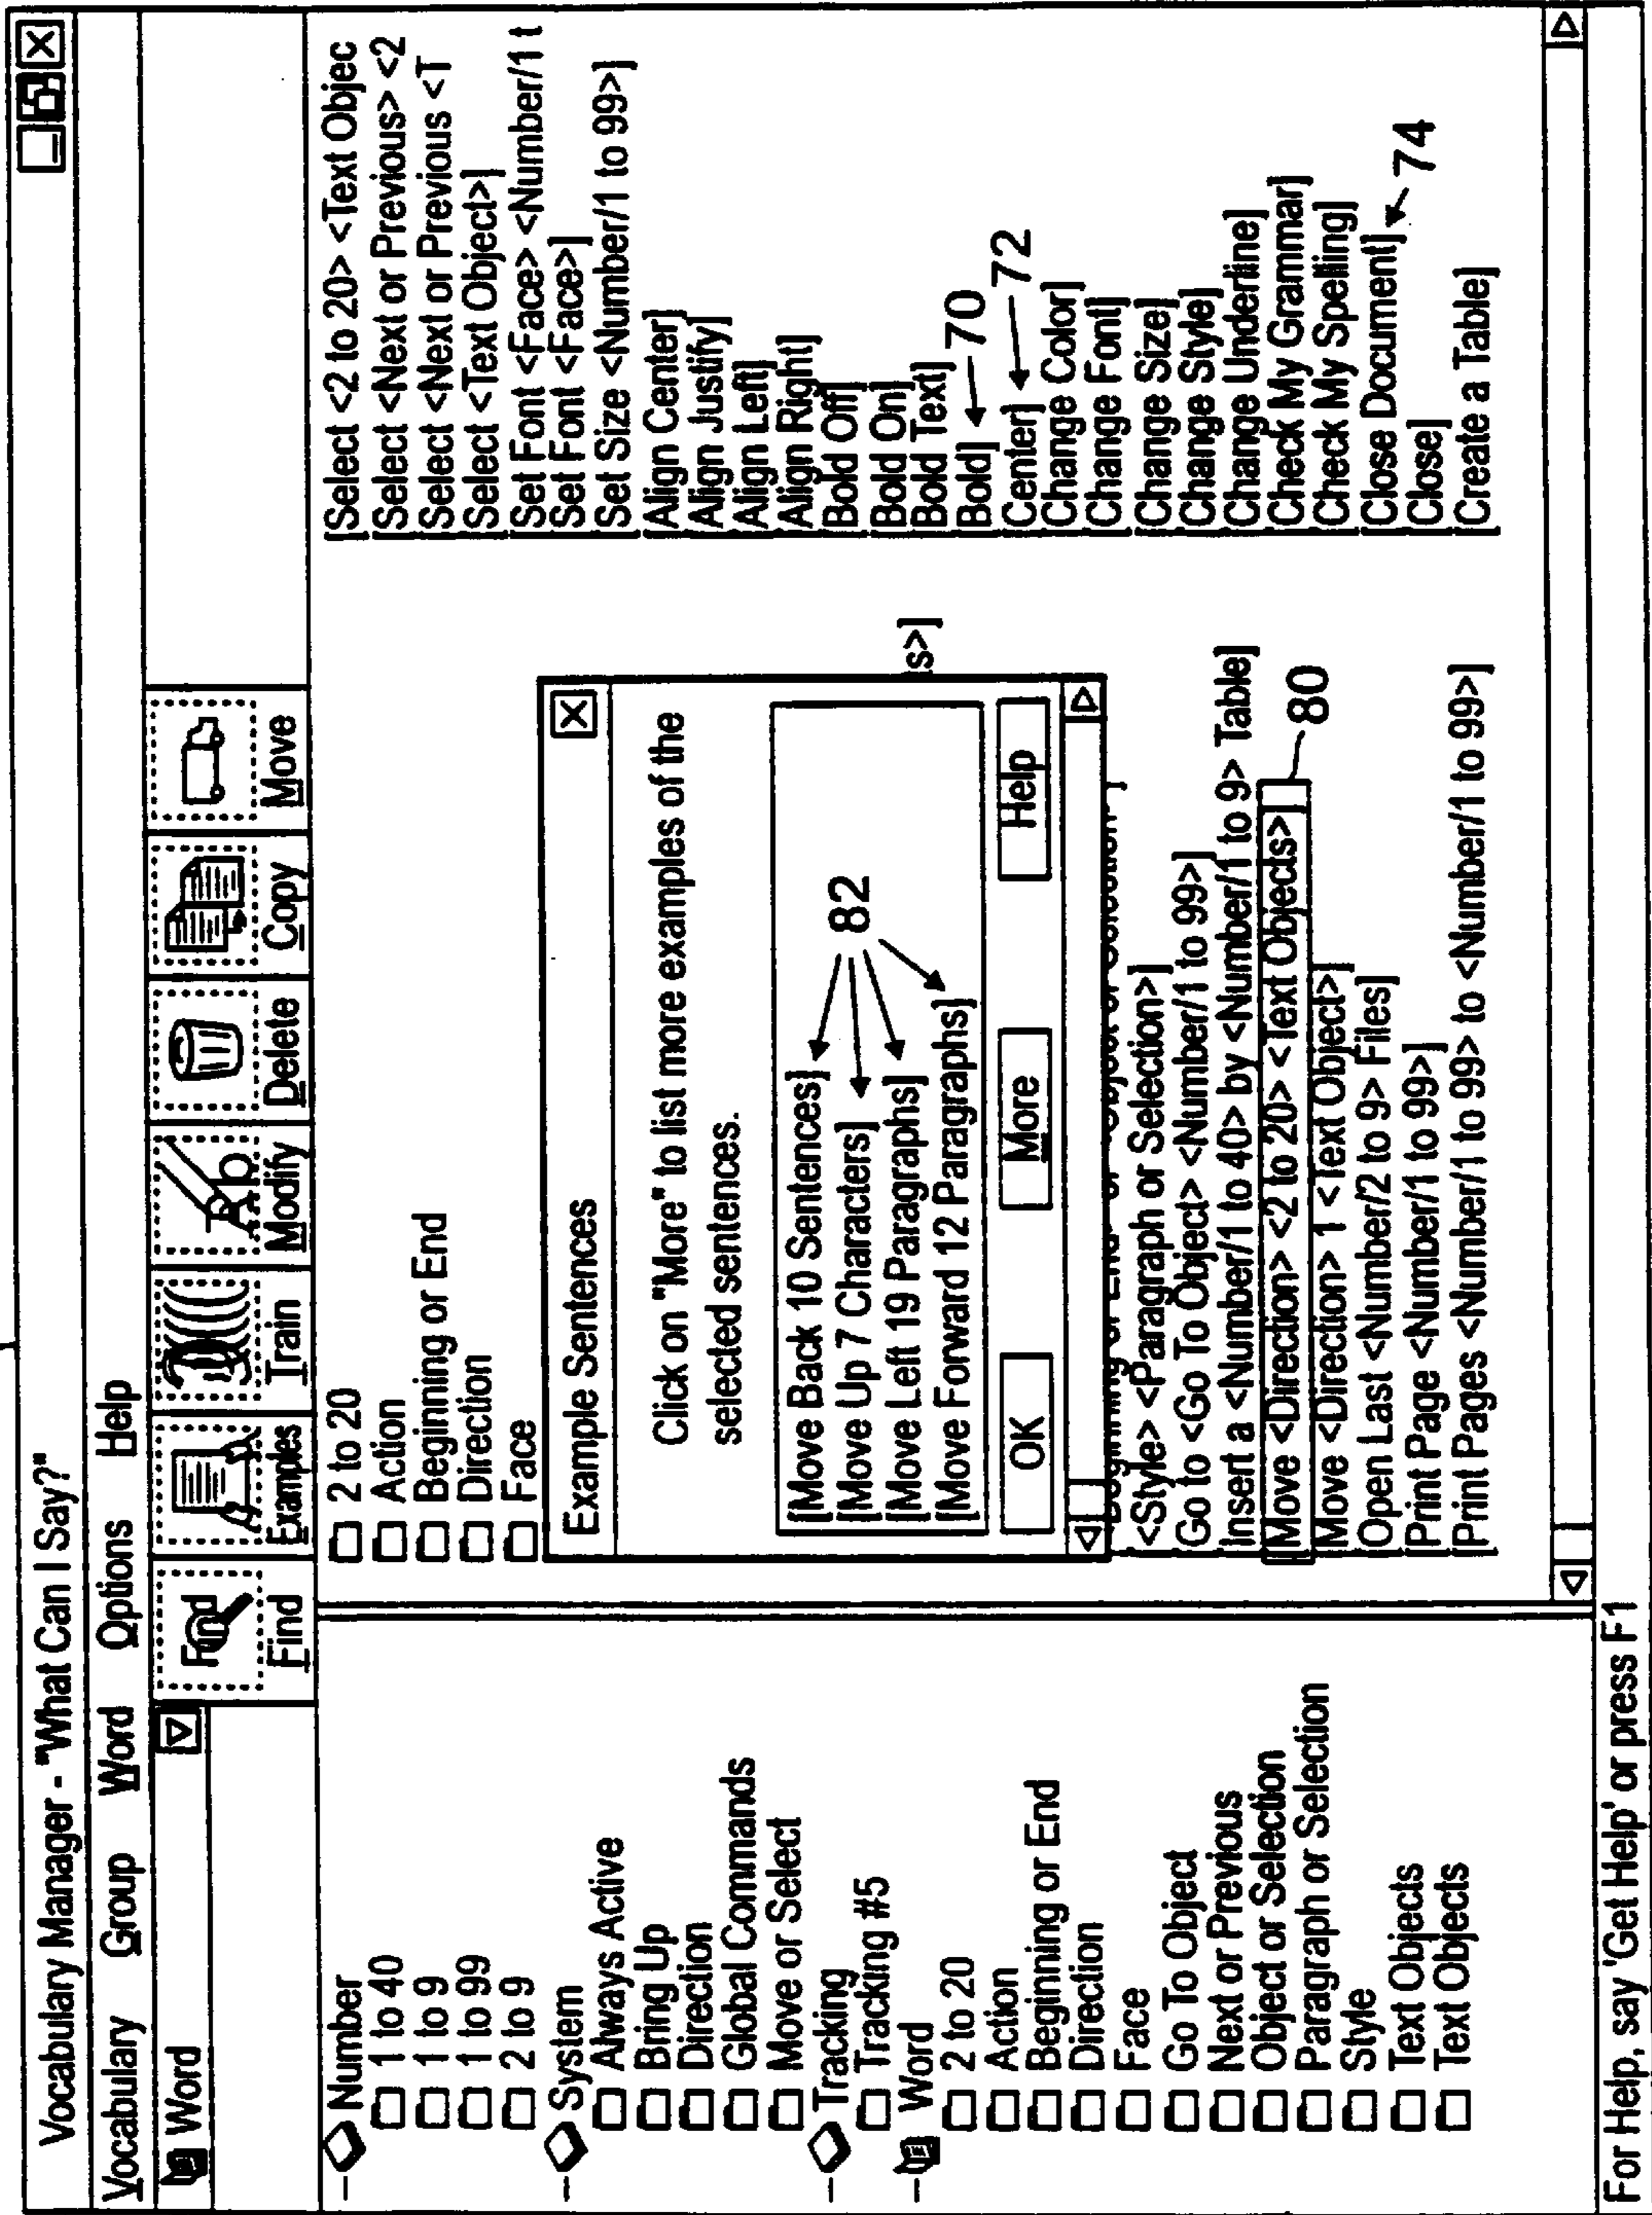 Vocabulary Manager - "What Can I Say?"
Vocabulary Group Word Options Help
Word
Find
Find
Examples
Train
Modify
Delete
Copy
Move
Number
1 to 40
1 to 9
1 to 99
2 to 9
System
Always Active
Bring Up
Direction
Global Commands
Move or Select
Tracking
Tracking #5
Word
2 to 20
Action
Beginning or End
Direction
Face
Go To Object
Next or Previous
Object or Selection
Paragraph or Selection
Style
Text Objects
Text Objects
2 to 20
Action
Beginning or End
Direction
Face
Example Sentences
Click on "More" to list more examples of the
selected sentences.
[Move Back 10 Sentences]
[Move Up 7 Characters]
[Move Left 19 Paragraphs]
[Move Forward 12 Paragraphs]
82
OK
More
Help
s>]
<Style> <Paragraph or Selection>]
[Go to <Go To Object> <Number/1 to 99>]
[Insert a <Number/1 to 40> by <Number/1 to 9> Table]
[Move <Direction> <2 to 20> <Text Objects>]
80
[Move <Direction> 1 <Text Object>]
[Open Last <Number/2 to 9> Files]
[Print Page <Number/1 to 99>]
[Print Pages <Number/1 to 99> to <Number/1 to 99>]
[Select <2 to 20> <Text Objec
[Select <Next or Previous> <2
[Select <Next or Previous <T
[Select <Text Object>]
[Set Font <Face> <Number/1 t
[Set Font <Face>]
[Set Size <Number/1 to 99>]
[Align Center]
[Align Justify]
[Align Left]
[Align Right]
[Bold Off]
[Bold On]
[Bold Text]
[Bold] 70
[Center] 72
[Change Color]
[Change Font]
[Change Size]
[Change Style]
[Change Underline]
[Check My Grammar]
[Check My Spelling]
[Close Document] 74
[Close]
[Create a Table]
For Help, say 'Get Help' or press F1